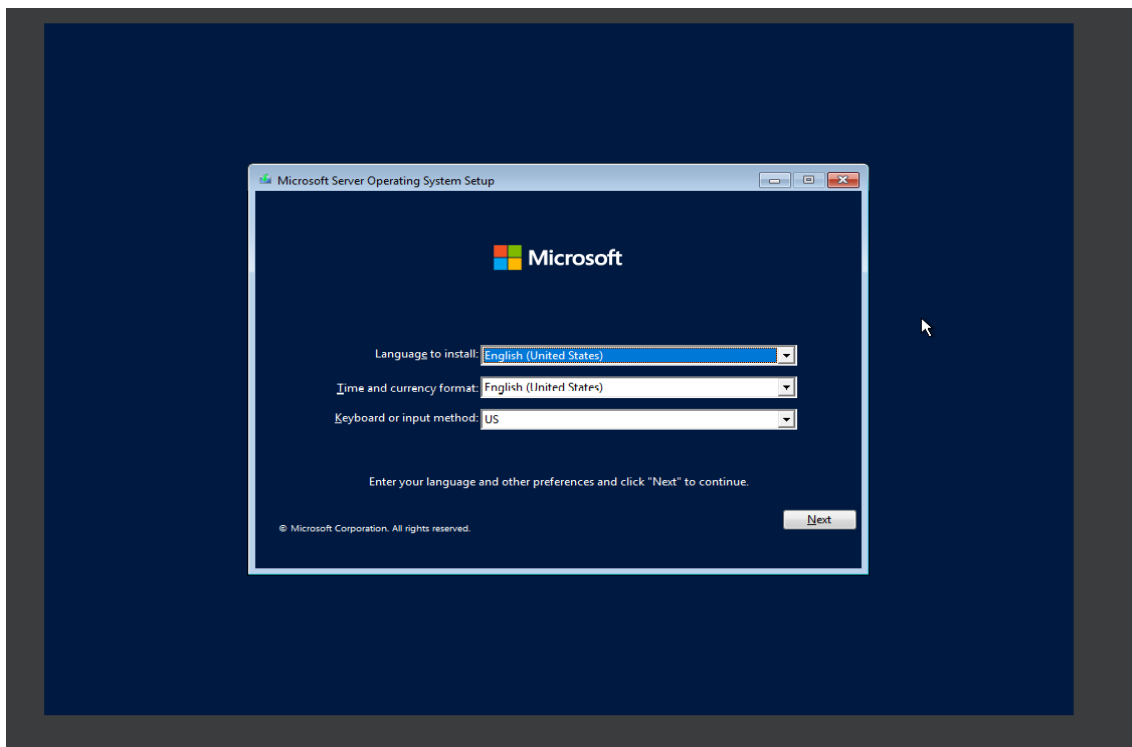 Microsoft Server Operating System Setup
Microsoft
Language to install: English (United States)
Time and currency format: English (United States)
Keyboard or input method: US
Enter your language and other preferences and click "Next" to continue.
© Microsoft Corporation. All rights reserved.
Next